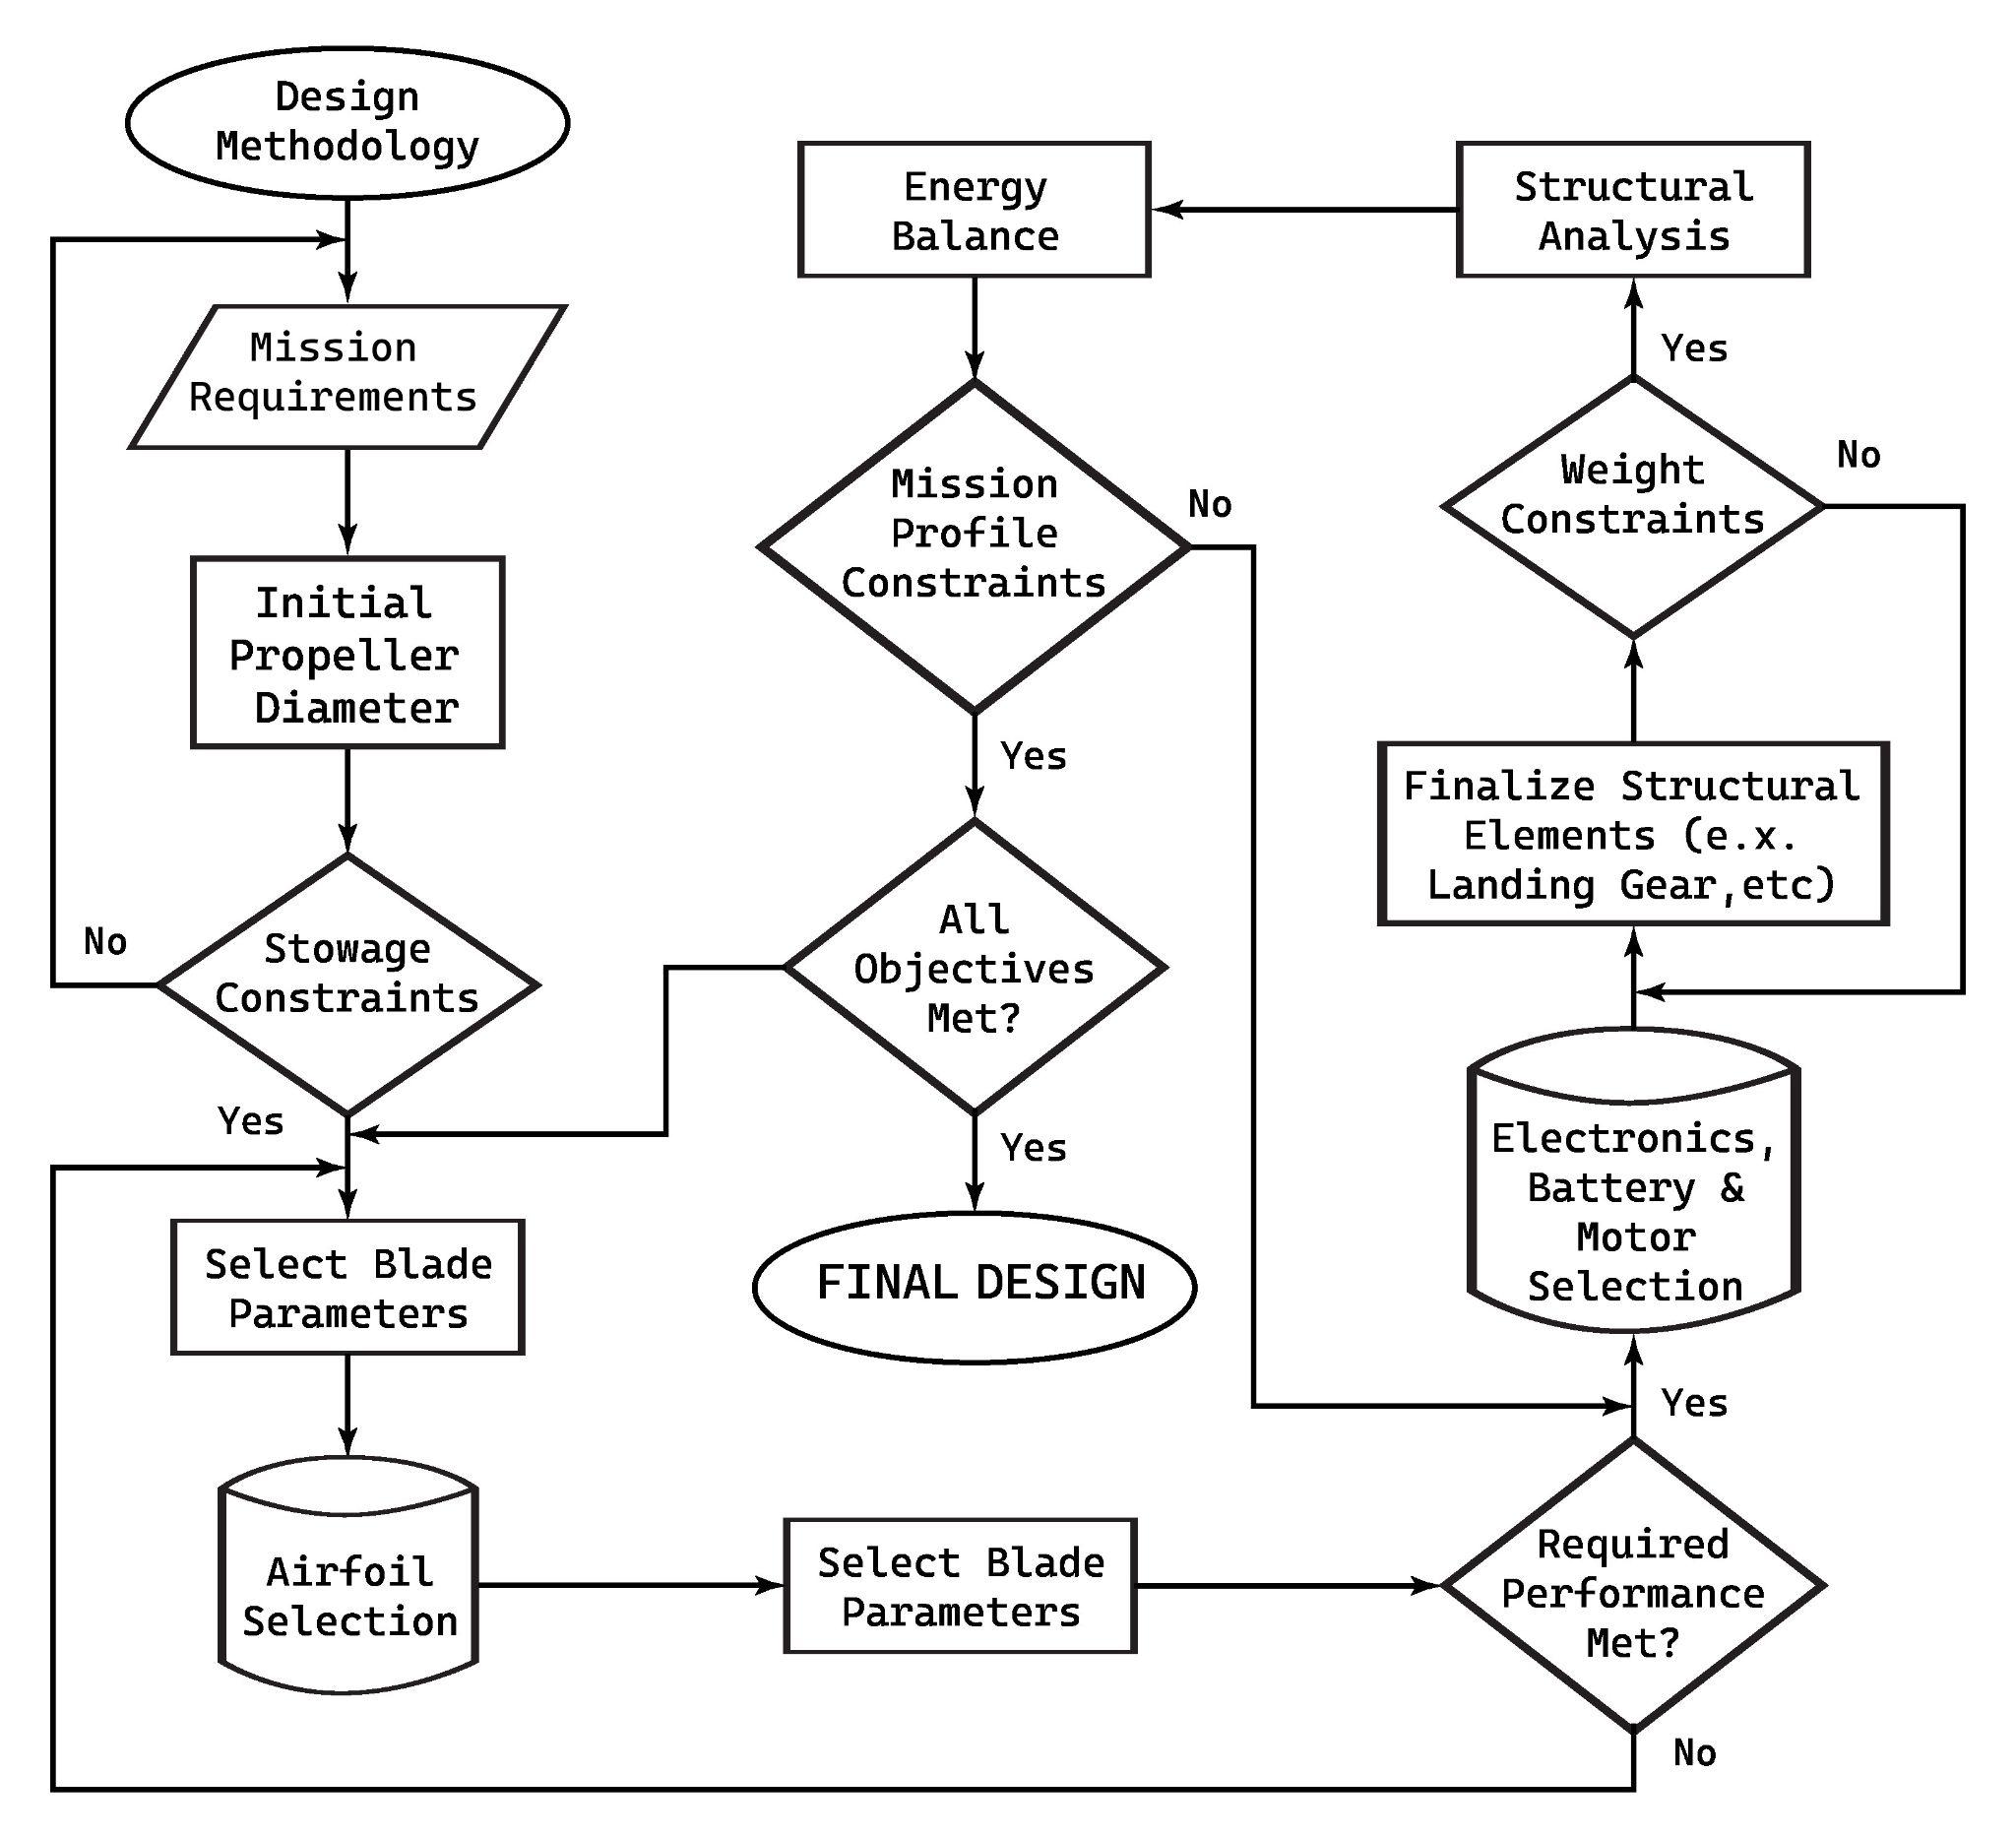 Design
Methodology
Mission
Requirements
Initial
Propeller
Diameter
No
Stowage
Constraints
Yes
Select Blade
Parameters
Airfoil
Selection
Select Blade
Parameters
Required
Performance
Met?
No
Yes
Electronics,
Battery &
Motor
Selection
Finalize Structural
Elements (e.x.
Landing Gear,etc)
Weight
Constraints
No
Yes
Structural
Analysis
Energy
Balance
Mission
Profile
Constraints
No
Yes
All
Objectives
Met?
Yes
FINAL DESIGN